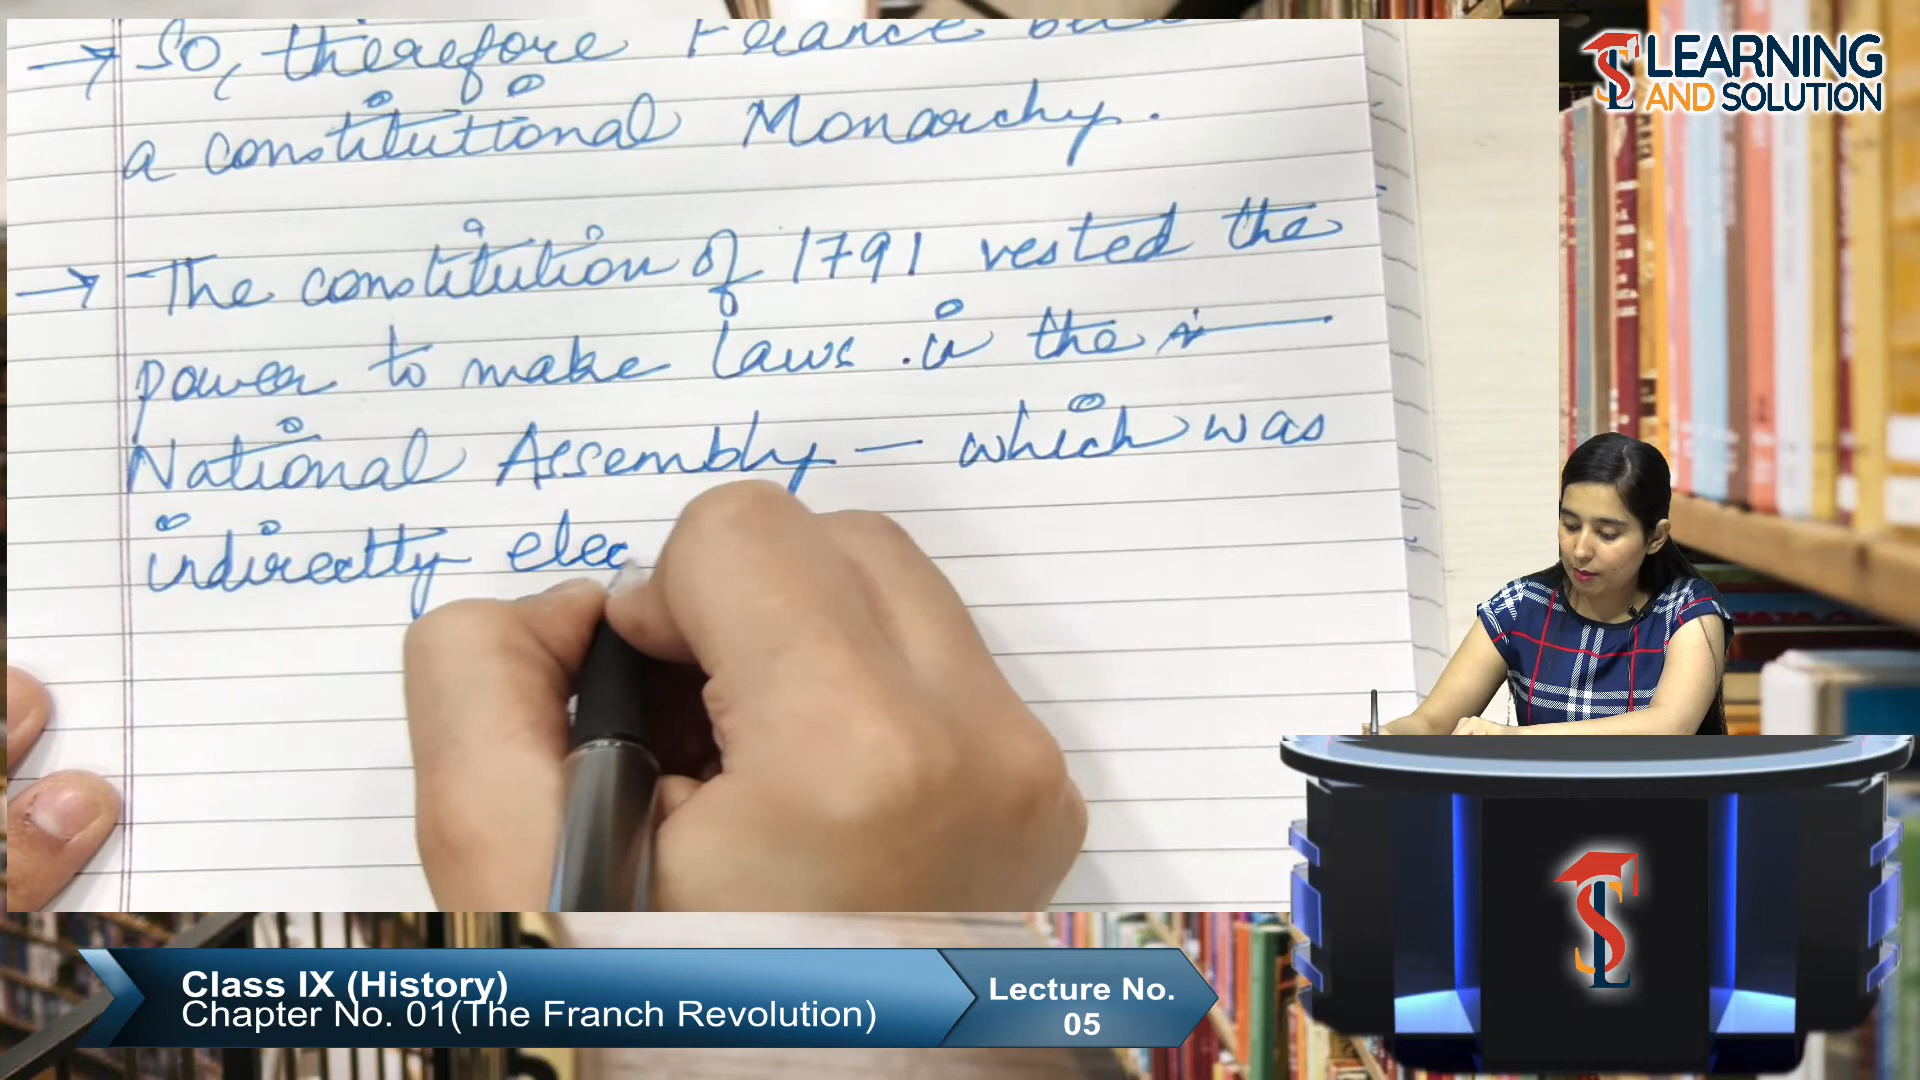 → So, therefore France
a constitutional Monarchy.
→ The constitution of 1791 vested the
power to make laws in the
National Assembly – which was
indirectly elec
LEARNING
AND SOLUTION
SL
Class IX (History)
Chapter No. 01(The Franch Revolution)
Lecture No.
05